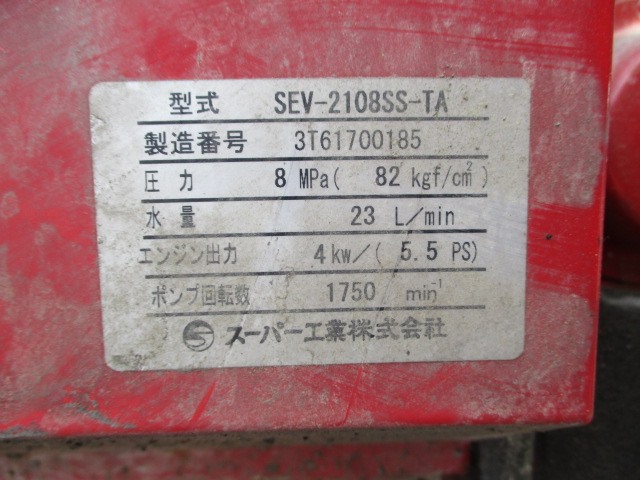 型式 SEV-2108SS-TA
製造番号 3T61700185
圧力 8 MPa( 82 kgf/cm²)
水量 23 L/min
エンジン出力 4kw/( 5.5 PS)
ポンプ回転数 1750 min⁻¹
スーパー工業株式会社